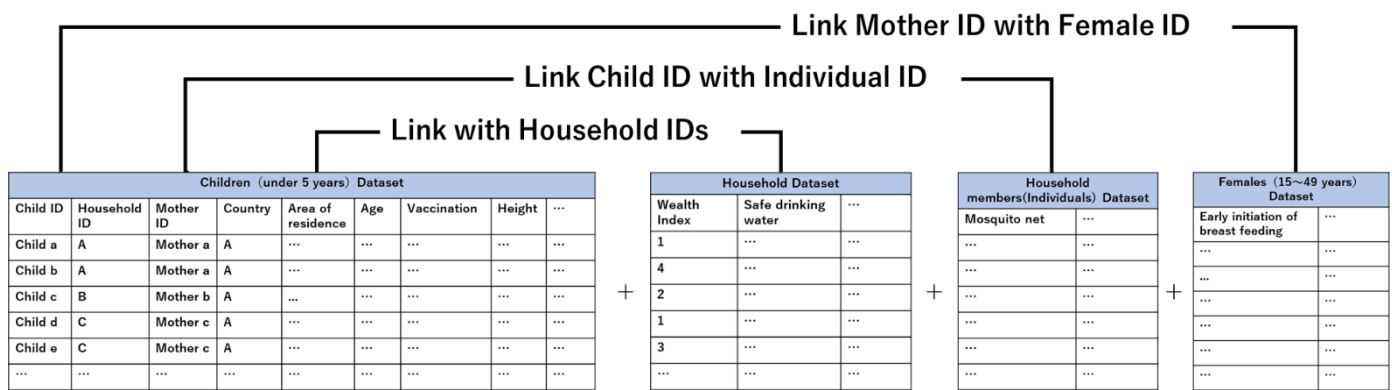 Link Mother ID with Female ID
Link Child ID with Individual ID
Link with Household IDs
Children（under 5 years）Dataset
Child ID Household ID Mother ID Country Area of residence Age Vaccination Height …
Child a A Mother a A … … … … …
Child b A Mother a A … … … … …
Child c B Mother b A ... … … … …
Child d C Mother c A … … … … …
Child e C Mother c A … … … … …
… … … … … … … … …
+
Household Dataset
Wealth Index Safe drinking water …
1 … …
4 … …
2 … …
1 … …
3 … …
… … …
+
Household
members(Individuals) Dataset
Mosquito net …
… …
… …
… …
… …
… …
… …
+
Females（15～49 years）
Dataset
Early initiation of breast feeding …
… …
... …
… …
… …
… …
… …